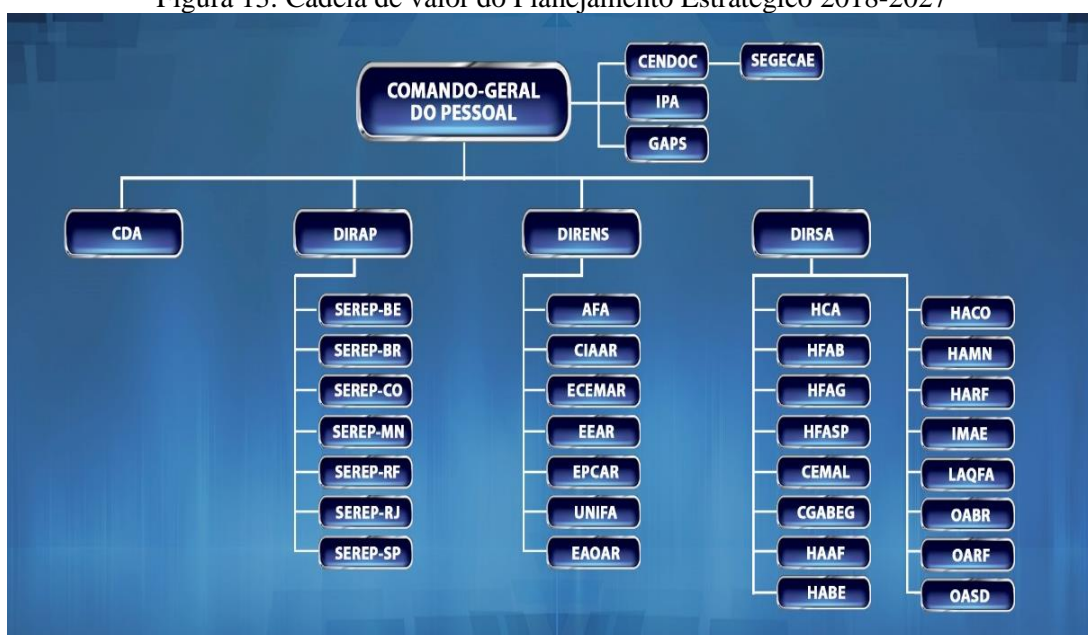 Figura 13: Cadeia de valor do Planejamento Estratégico 2018-2027
COMANDO-GERAL
DO PESSOAL
CENDOC
SEGECAE
IPA
GAPS
CDA
DIRAP
DIRENS
DIRSA
SEREP-BE
SEREP-BR
SEREP-CO
SEREP-MN
SEREP-RF
SEREP-RJ
SEREP-SP
AFA
CIAAR
ECEMAR
EEAR
EPCAR
UNIFA
EAOAR
HCA
HFAB
HFAG
HFASP
CEMAL
CGABEG
HAAF
HABE
HACO
HAMN
HARF
IMAE
LAQFA
OABR
OARF
OASD